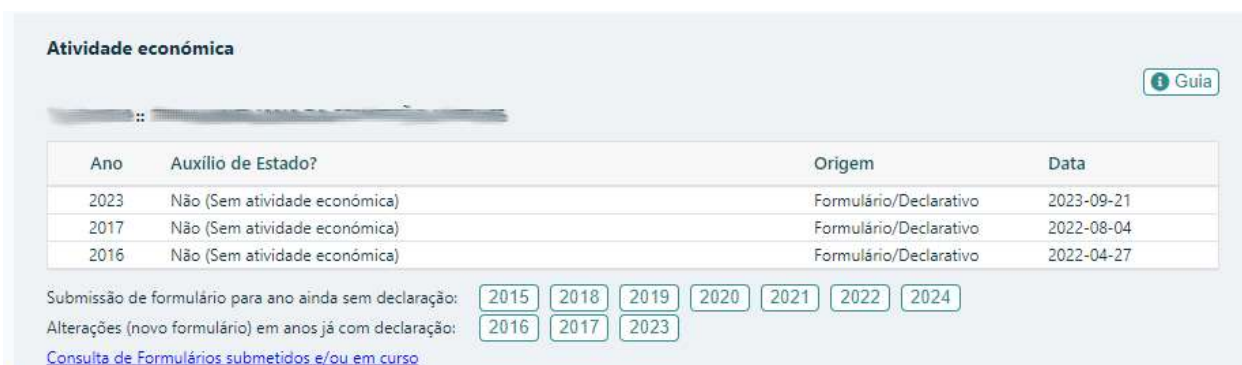 Atividade económica
Guia
::
Ano Auxílio de Estado? Origem Data
2023 Não (Sem atividade económica) Formulário/Declarativo 2023-09-21
2017 Não (Sem atividade económica) Formulário/Declarativo 2022-08-04
2016 Não (Sem atividade económica) Formulário/Declarativo 2022-04-27
Submissão de formulário para ano ainda sem declaração: 2015 2018 2019 2020 2021 2022 2024
Alterações (novo formulário) em anos já com declaração: 2016 2017 2023
Consulta de Formulários submetidos e/ou em curso